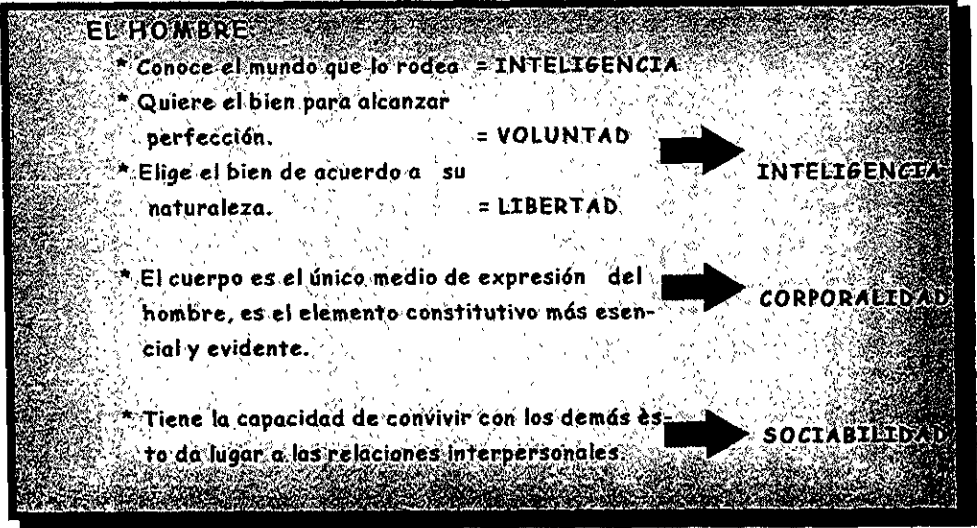 EL HOMBRE:
* Conoce el mundo que lo rodea = INTELIGENCIA
* Quiere el bien para alcanzar
perfección. = VOLUNTAD
INTELIGENCIA
* Elige el bien de acuerdo a su
naturaleza. = LIBERTAD
* El cuerpo es el único medio de expresión del
hombre, es el elemento constitutivo más esen-
cial y evidente.
CORPORALIDAD
* Tiene la capacidad de convivir con los demás és-
to da lugar a las relaciones interpersonales.
SOCIABILIDAD